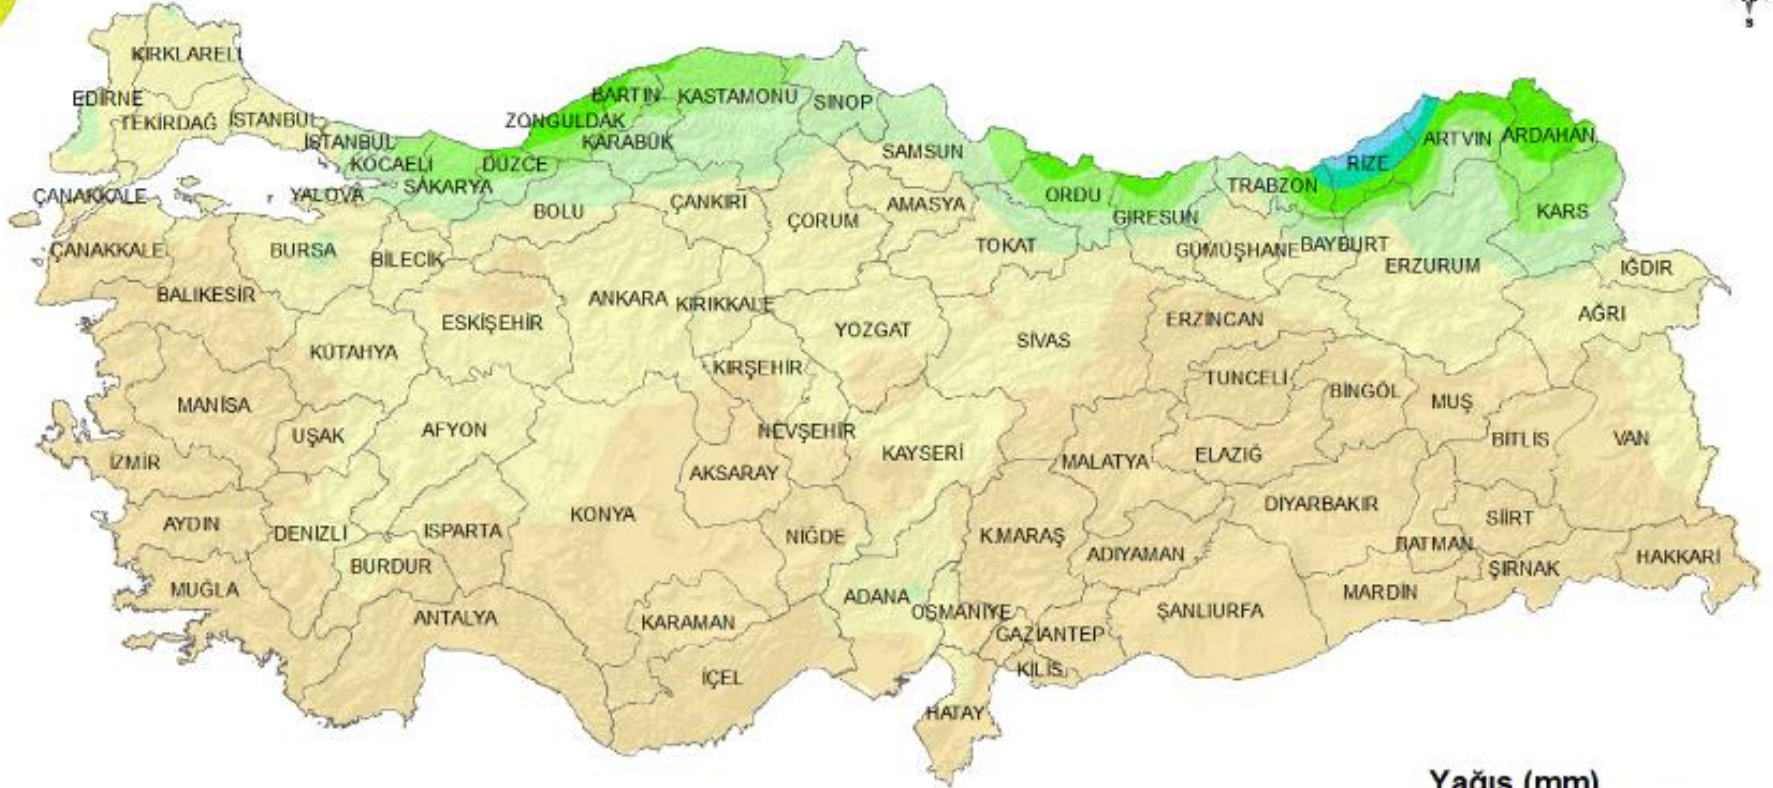 S
KIRKLARELİ
EDİRNE
TEKİRDAĞ
İSTANBUL
İSTANBUL
KOCAELİ
SAKARYA
DÜZCE
ZONGULDAK
BARTIN
KARABÜK
KASTAMONU
SİNOP
SAMSUN
ORDU
GİRESUN
TRABZON
RİZE
ARTVİN
ARDAHAN
KARS
ÇANAKKALE
YALOVA
BOLU
ÇANKIRI
ÇORUM
AMASYA
TOKAT
GÜMÜŞHANE
BAYBURT
ERZURUM
IĞDIR
ÇANAKKALE
BURSA
BİLECİK
BALIKESİR
ESKİŞEHİR
ANKARA
KIRIKKALE
YOZGAT
SİVAS
ERZİNCAN
AĞRI
KÜTAHYA
KIRŞEHİR
TUNCELİ
BİNGÖL
MUŞ
MANİSA
UŞAK
AFYON
NEVŞEHİR
KAYSERİ
MALATYA
ELAZIĞ
BİTLİS
VAN
İZMİR
AKSARAY
AYDIN
DENİZLİ
ISPARTA
KONYA
NİĞDE
K.MARAŞ
ADIYAMAN
DİYARBAKIR
BATMAN
SİİRT
ŞIRNAK
HAKKARİ
MUĞLA
BURDUR
ANTALYA
KARAMAN
ADANA
OSMANİYE
GAZİANTEP
ŞANLIURFA
MARDİN
İÇEL
KİLİS
HATAY
Yağış (mm)